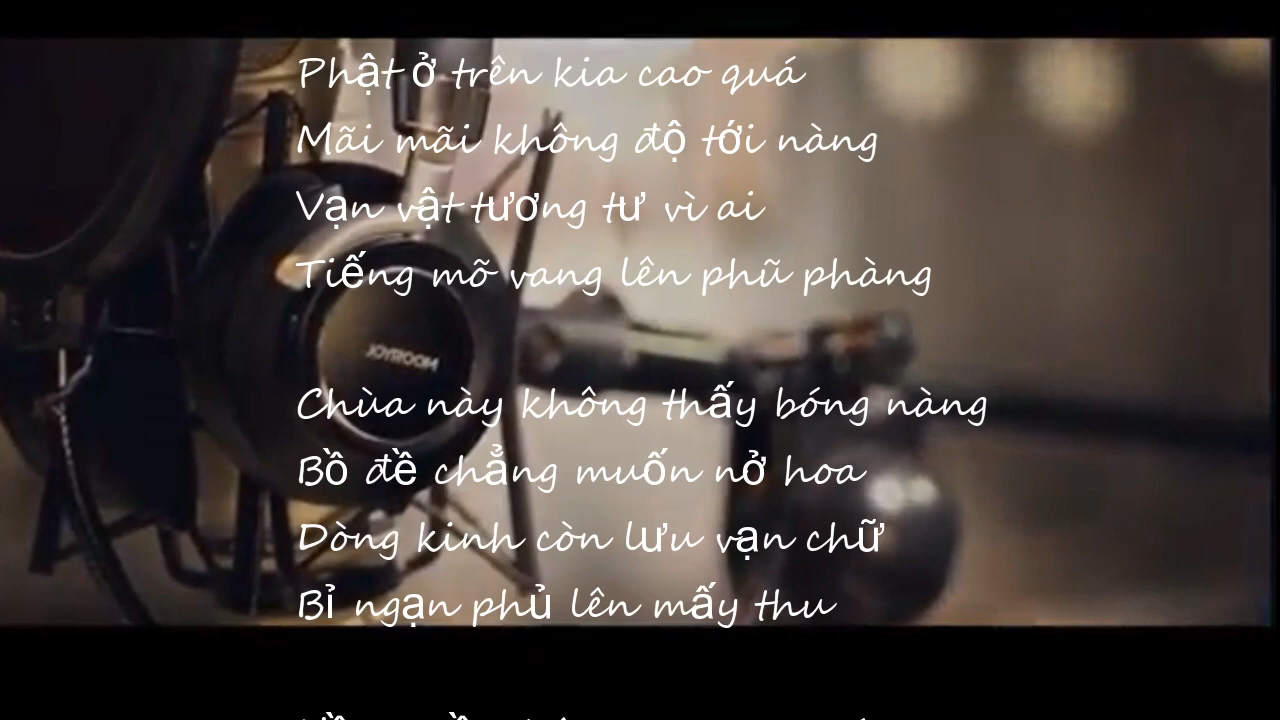 Phật ở trên kia cao quá
Mãi mãi không độ tới nàng
Vạn vật tương tư vì ai
Tiếng mõ vang lên phũ phàng
JOYROOM
Chùa này không thấy bóng nàng
Bồ đề chẳng muốn nở hoa
Dòng kinh còn lưu vạn chữ
Bỉ ngạn phủ lên mấy thu